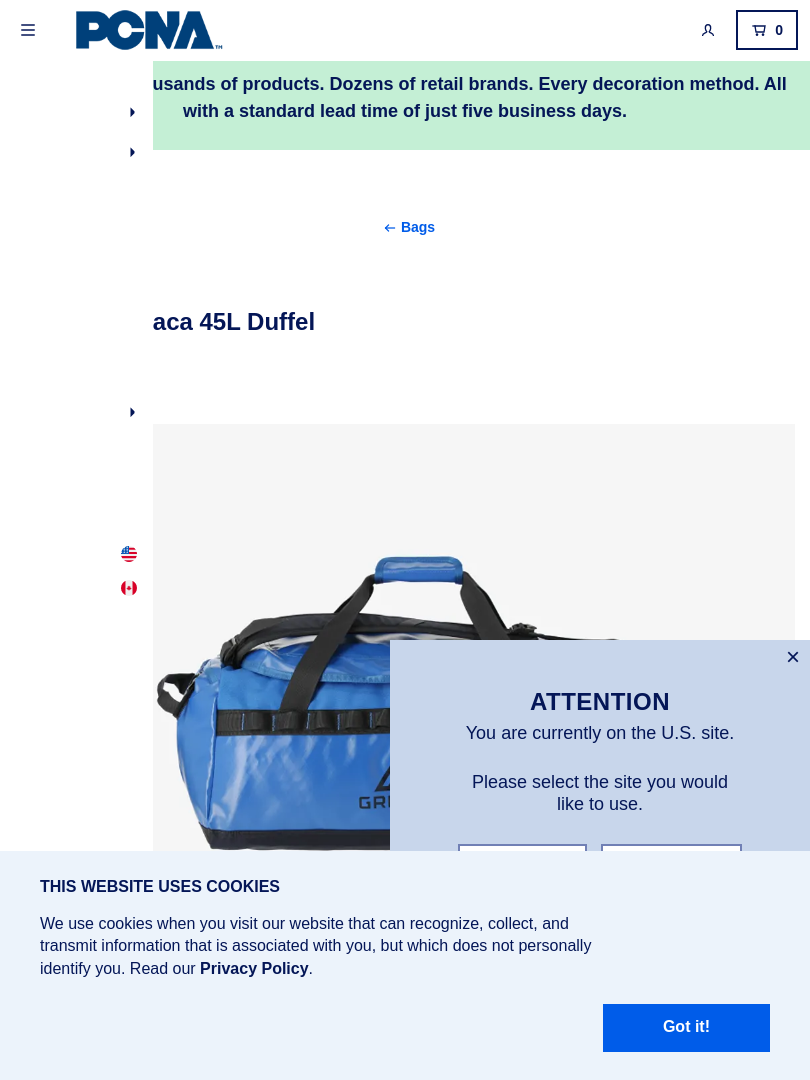 PCNA™
0
usands of products. Dozens of retail brands. Every decoration method. All
with a standard lead time of just five business days.
← Bags
aca 45L Duffel
ATTENTION
You are currently on the U.S. site.
Please select the site you would
like to use.
THIS WEBSITE USES COOKIES
We use cookies when you visit our website that can recognize, collect, and
transmit information that is associated with you, but which does not personally
identify you. Read our Privacy Policy.
Got it!